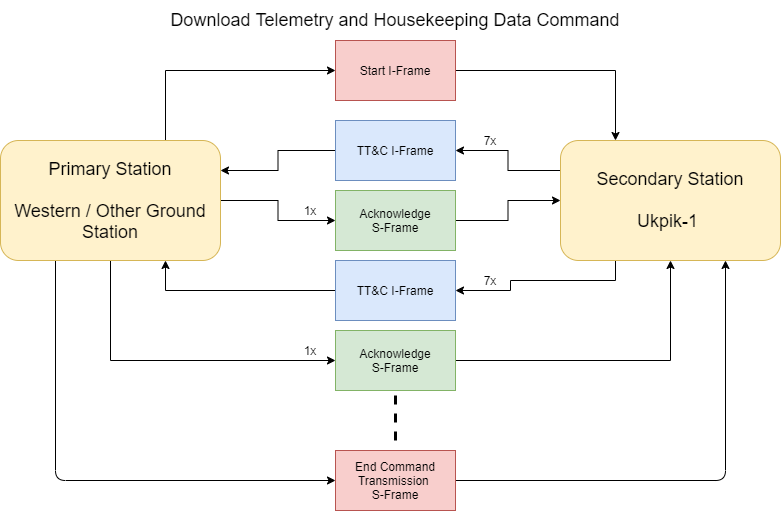 Download Telemetry and Housekeeping Data Command
Start I-Frame
TT&C I-Frame
7x
Primary Station
Western / Other Ground
Station
Secondary Station
Ukpik-1
1x
Acknowledge
S-Frame
TT&C I-Frame
7x
1x
Acknowledge
S-Frame
End Command
Transmission
S-Frame